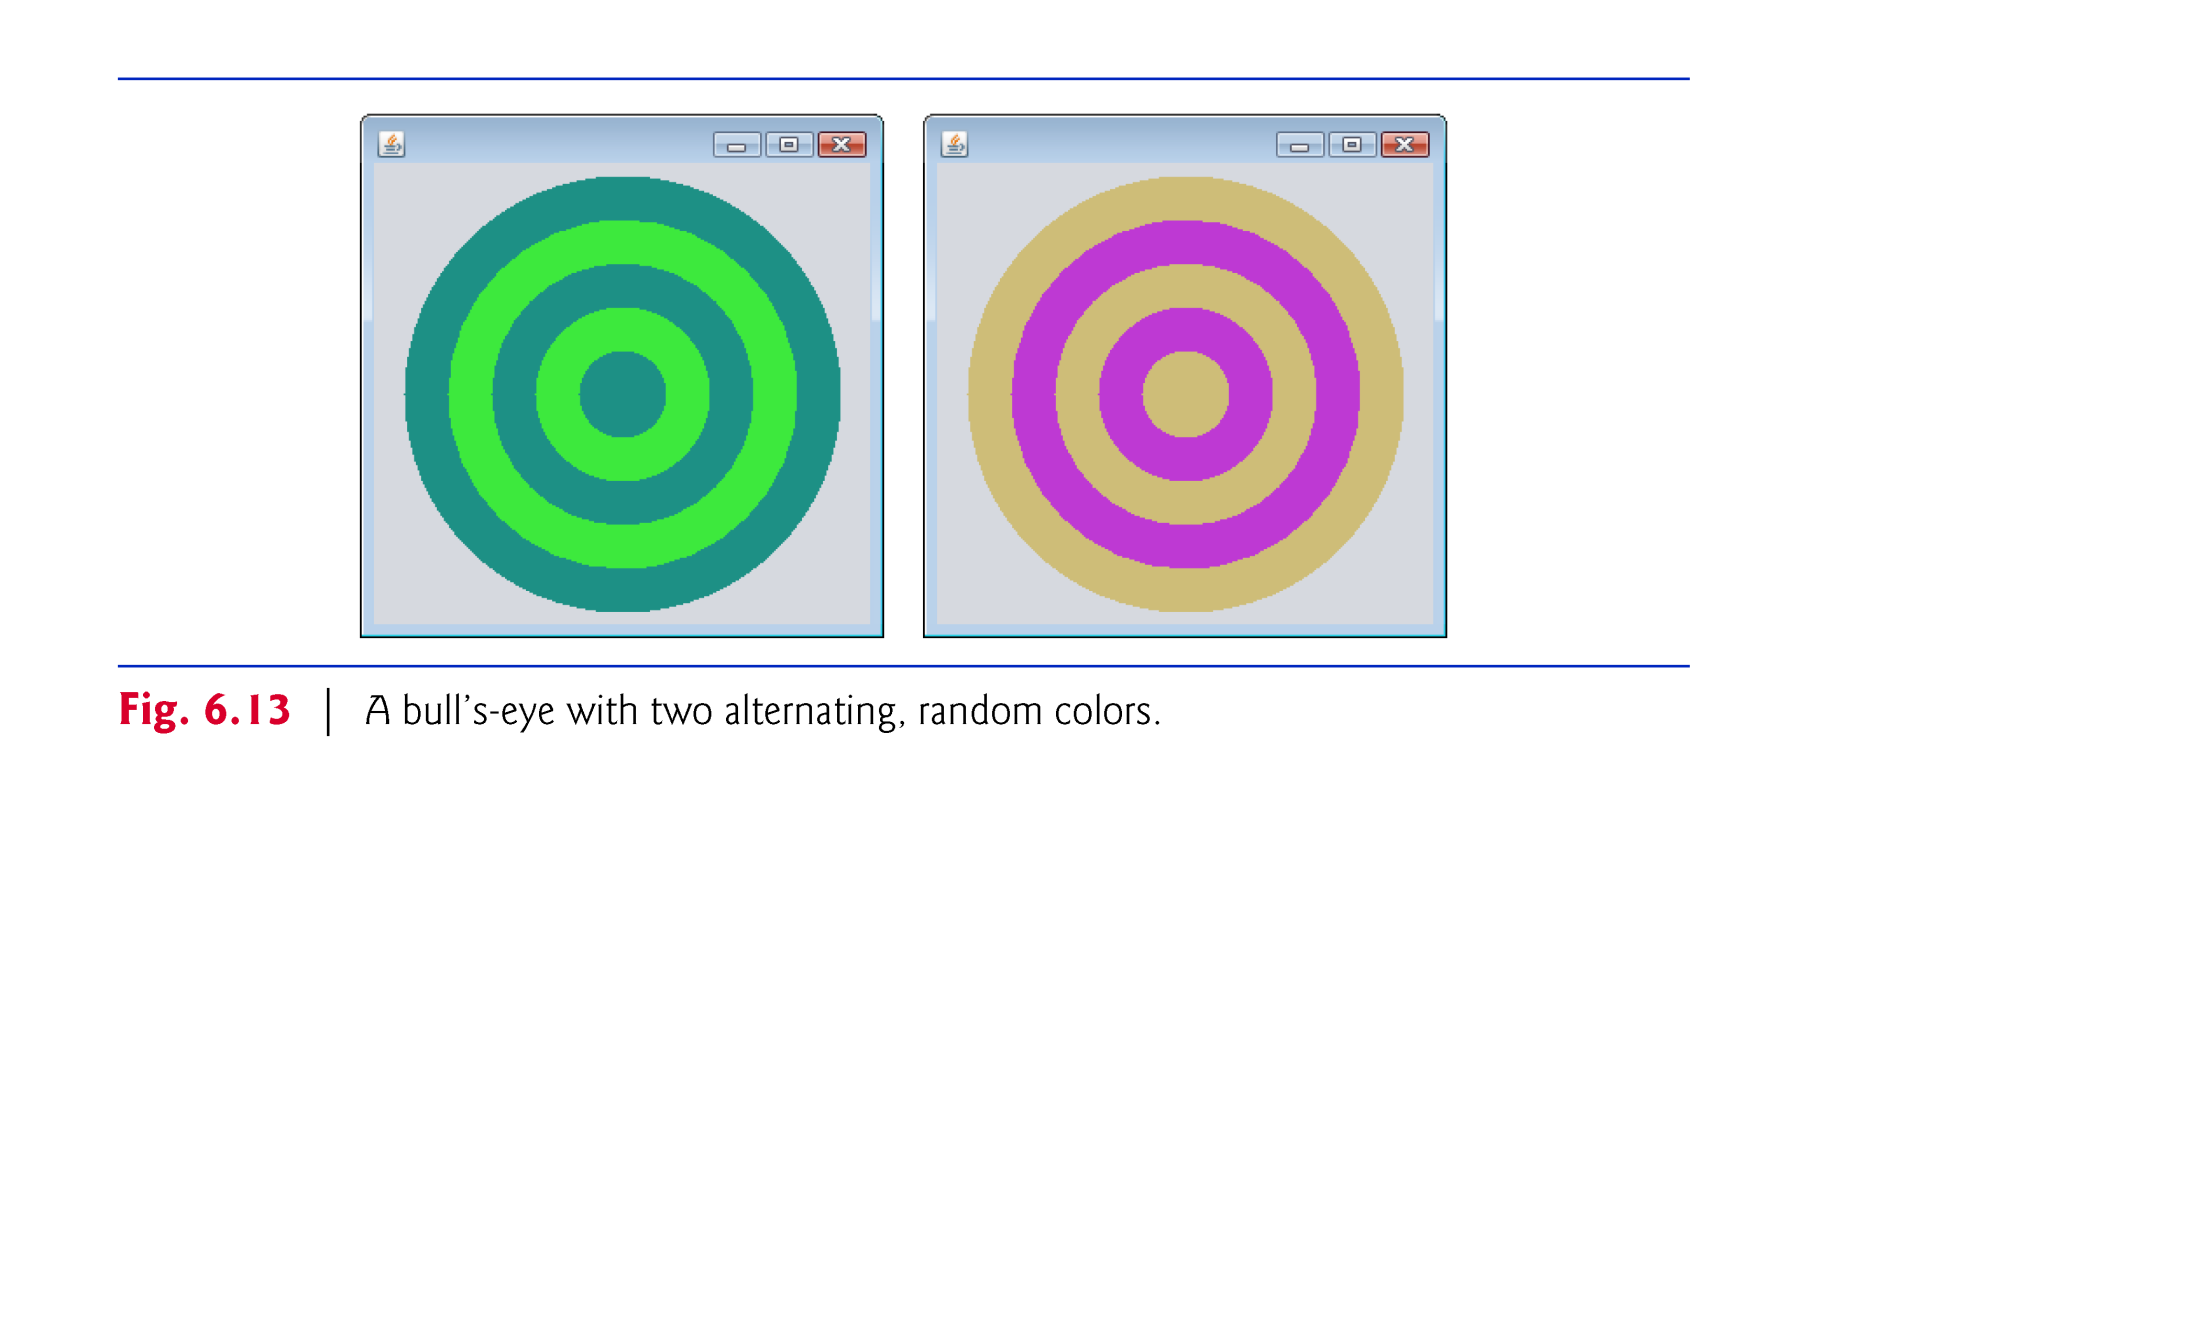 Fig. 6.13 | A bull's-eye with two alternating, random colors.